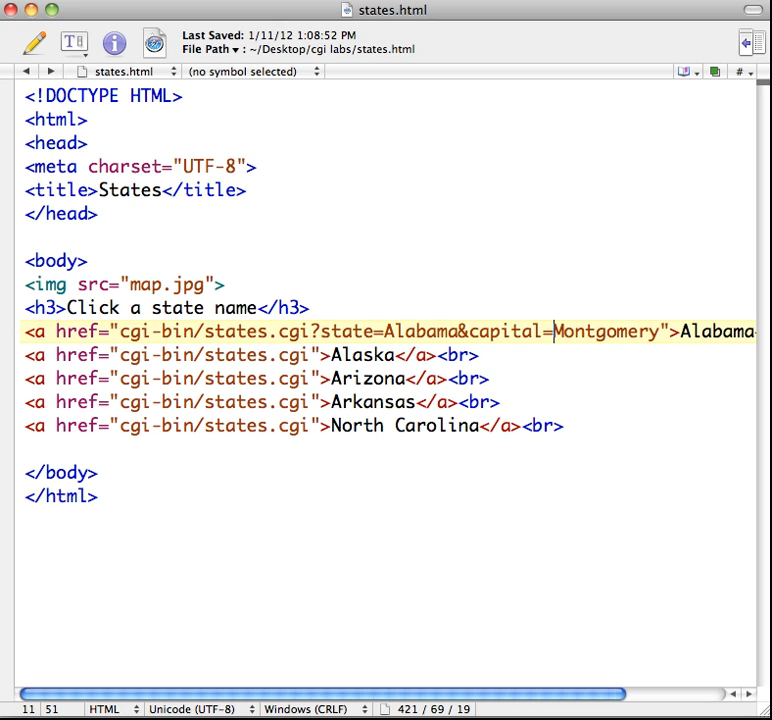 states.html
Last Saved: 1/11/12 1:08:52 PM
File Path ▾ : ~/Desktop/cgi labs/states.html
states.html (no symbol selected) #
<!DOCTYPE HTML>
<html>
<head>
<meta charset="UTF-8">
<title>States</title>
</head>
<body>
<img src="map.jpg">
<h3>Click a state name</h3>
<a href="cgi-bin/states.cgi?state=Alabama&capital=Montgomery">Alabama
<a href="cgi-bin/states.cgi">Alaska</a><br>
<a href="cgi-bin/states.cgi">Arizona</a><br>
<a href="cgi-bin/states.cgi">Arkansas</a><br>
<a href="cgi-bin/states.cgi">North Carolina</a><br>
</body>
</html>
11 51 HTML Unicode (UTF-8) Windows (CRLF) 421 / 69 / 19